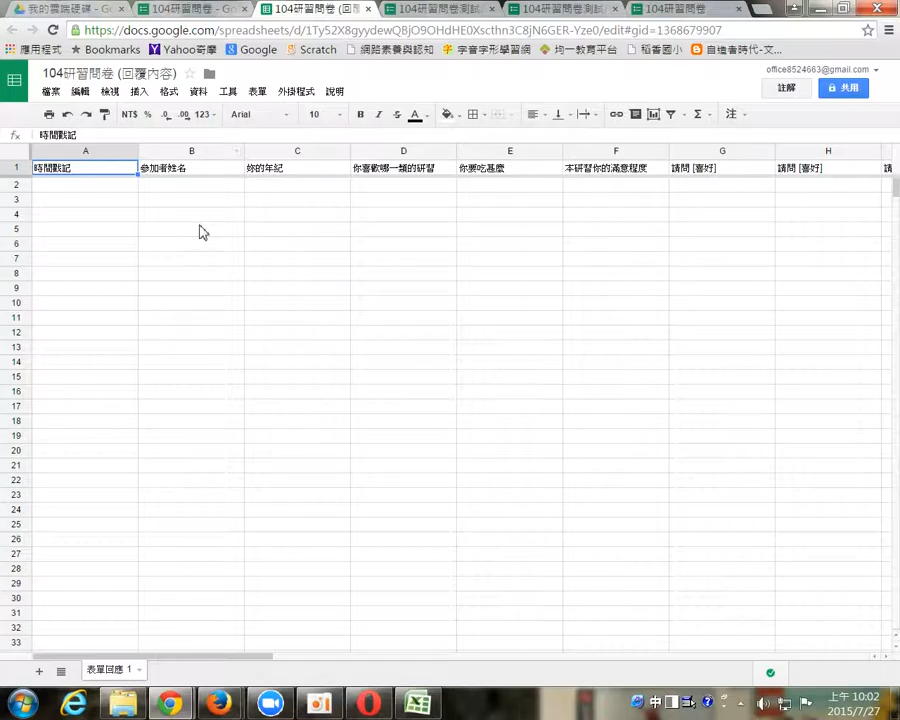 我的雲端硬碟 - G
104研習問卷 - Go
104研習問卷 (回
104研習問卷測試
104研習問卷測試
104研習問卷
https://docs.google.com/spreadsheets/d/1Ty52X8gyydewQBjO9OHdHE0Xscthn3C8jN6GER-Yze0/edit#gid=1368679907
應用程式 Bookmarks Yahoo奇摩 Google Scratch 網路素養與認知 字音字形學習網 均一教育平台 稻香國小 自造者時代-文...
104研習問卷 (回覆內容)
office8524663@gmail.com
檔案 編輯 檢視 插入 格式 資料 工具 表單 外掛程式 說明
註解 共用
NT$ % .0 .00 123 Arial 10 B I S A Σ 注
fx 時間戳記
A B C D E F G H
1 時間戳記 參加者姓名 妳的年紀 你喜歡哪一類的研習 你要吃甚麼 本研習你的滿意程度 請問 [喜好] 請問 [喜好] 請
2
3
4
5
6
7
8
9
10
11
12
13
14
15
16
17
18
19
20
21
22
23
24
25
26
27
28
29
30
31
32
33
表單回應 1
中
上午 10:02
2015/7/27